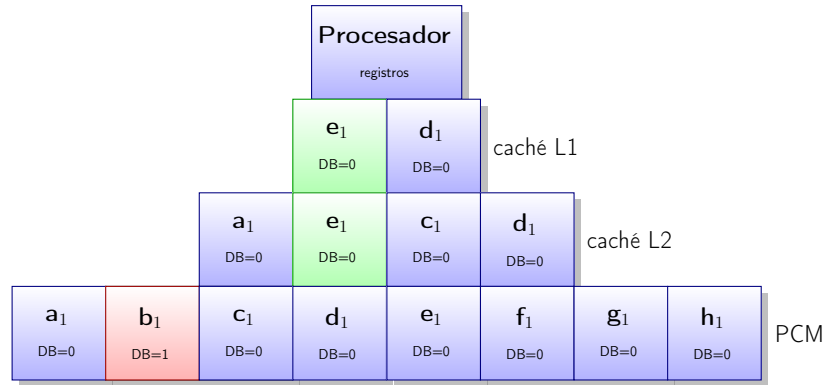 Procesador
registros
e₁ d₁
DB=0 DB=0
caché L1
a₁ e₁ c₁ d₁
DB=0 DB=0 DB=0 DB=0
caché L2
a₁ b₁ c₁ d₁ e₁ f₁ g₁ h₁
DB=0 DB=1 DB=0 DB=0 DB=0 DB=0 DB=0 DB=0
PCM